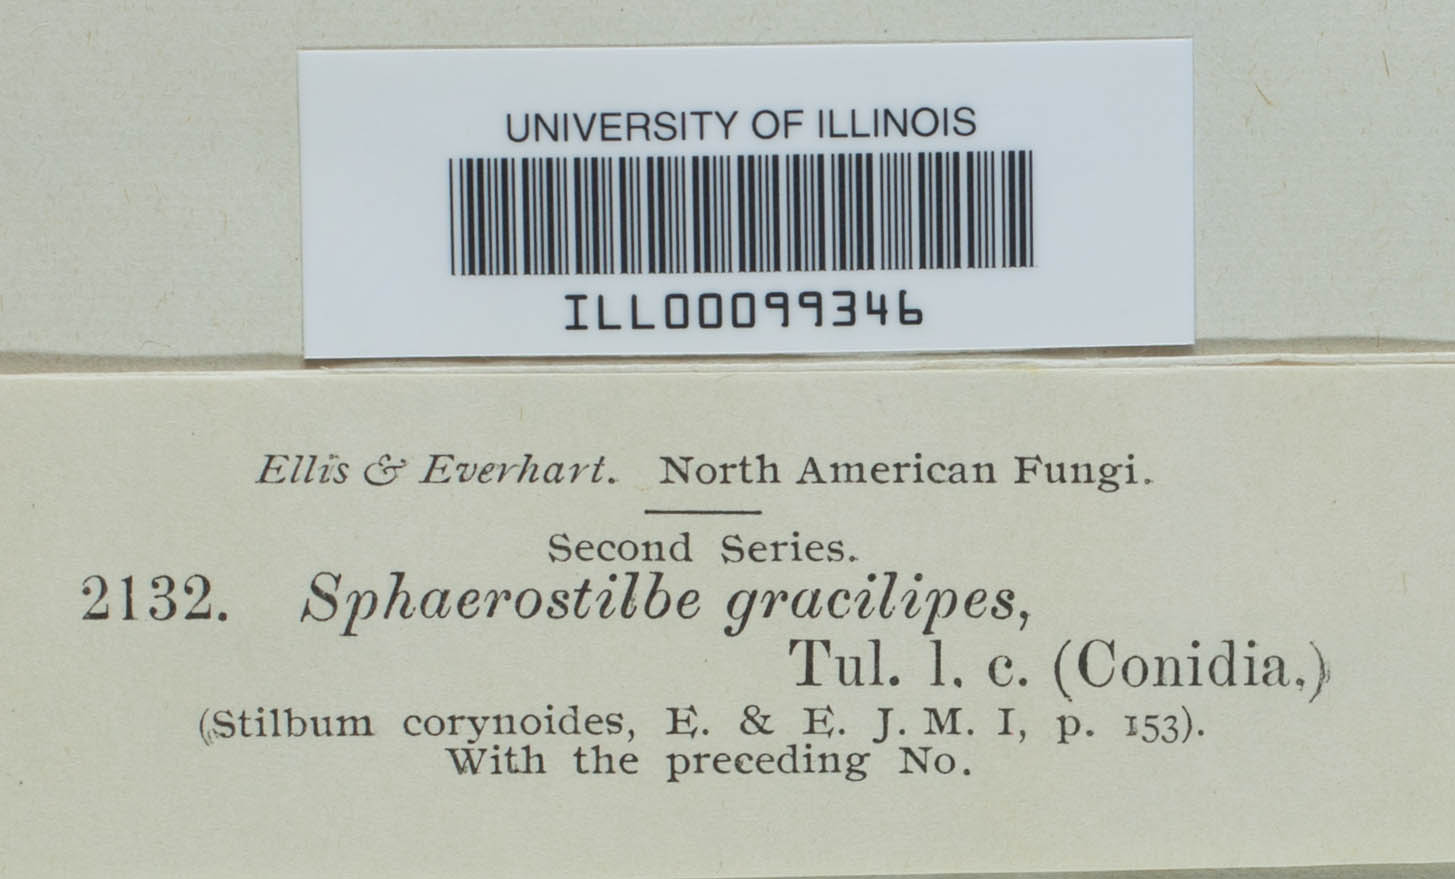 UNIVERSITY OF ILLINOIS
ILL00099346
Ellis & Everhart. North American Fungi.
Second Series.
2132. Sphaerostilbe gracilipes,
Tul. l. c. (Conidia,)
(Stilbum corynoides, E. & E. J. M. I, p. 153).
With the preceding No.